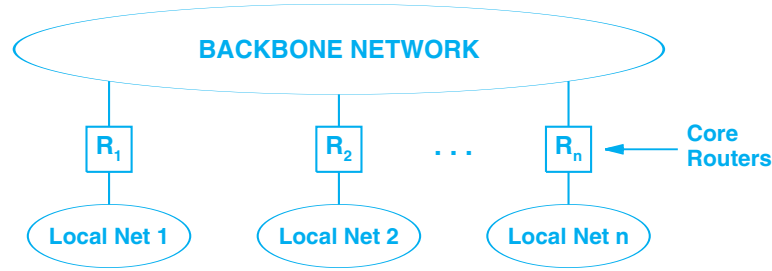 BACKBONE NETWORK
R1
R2
. . .
Rn
Core
Routers
Local Net 1
Local Net 2
Local Net n